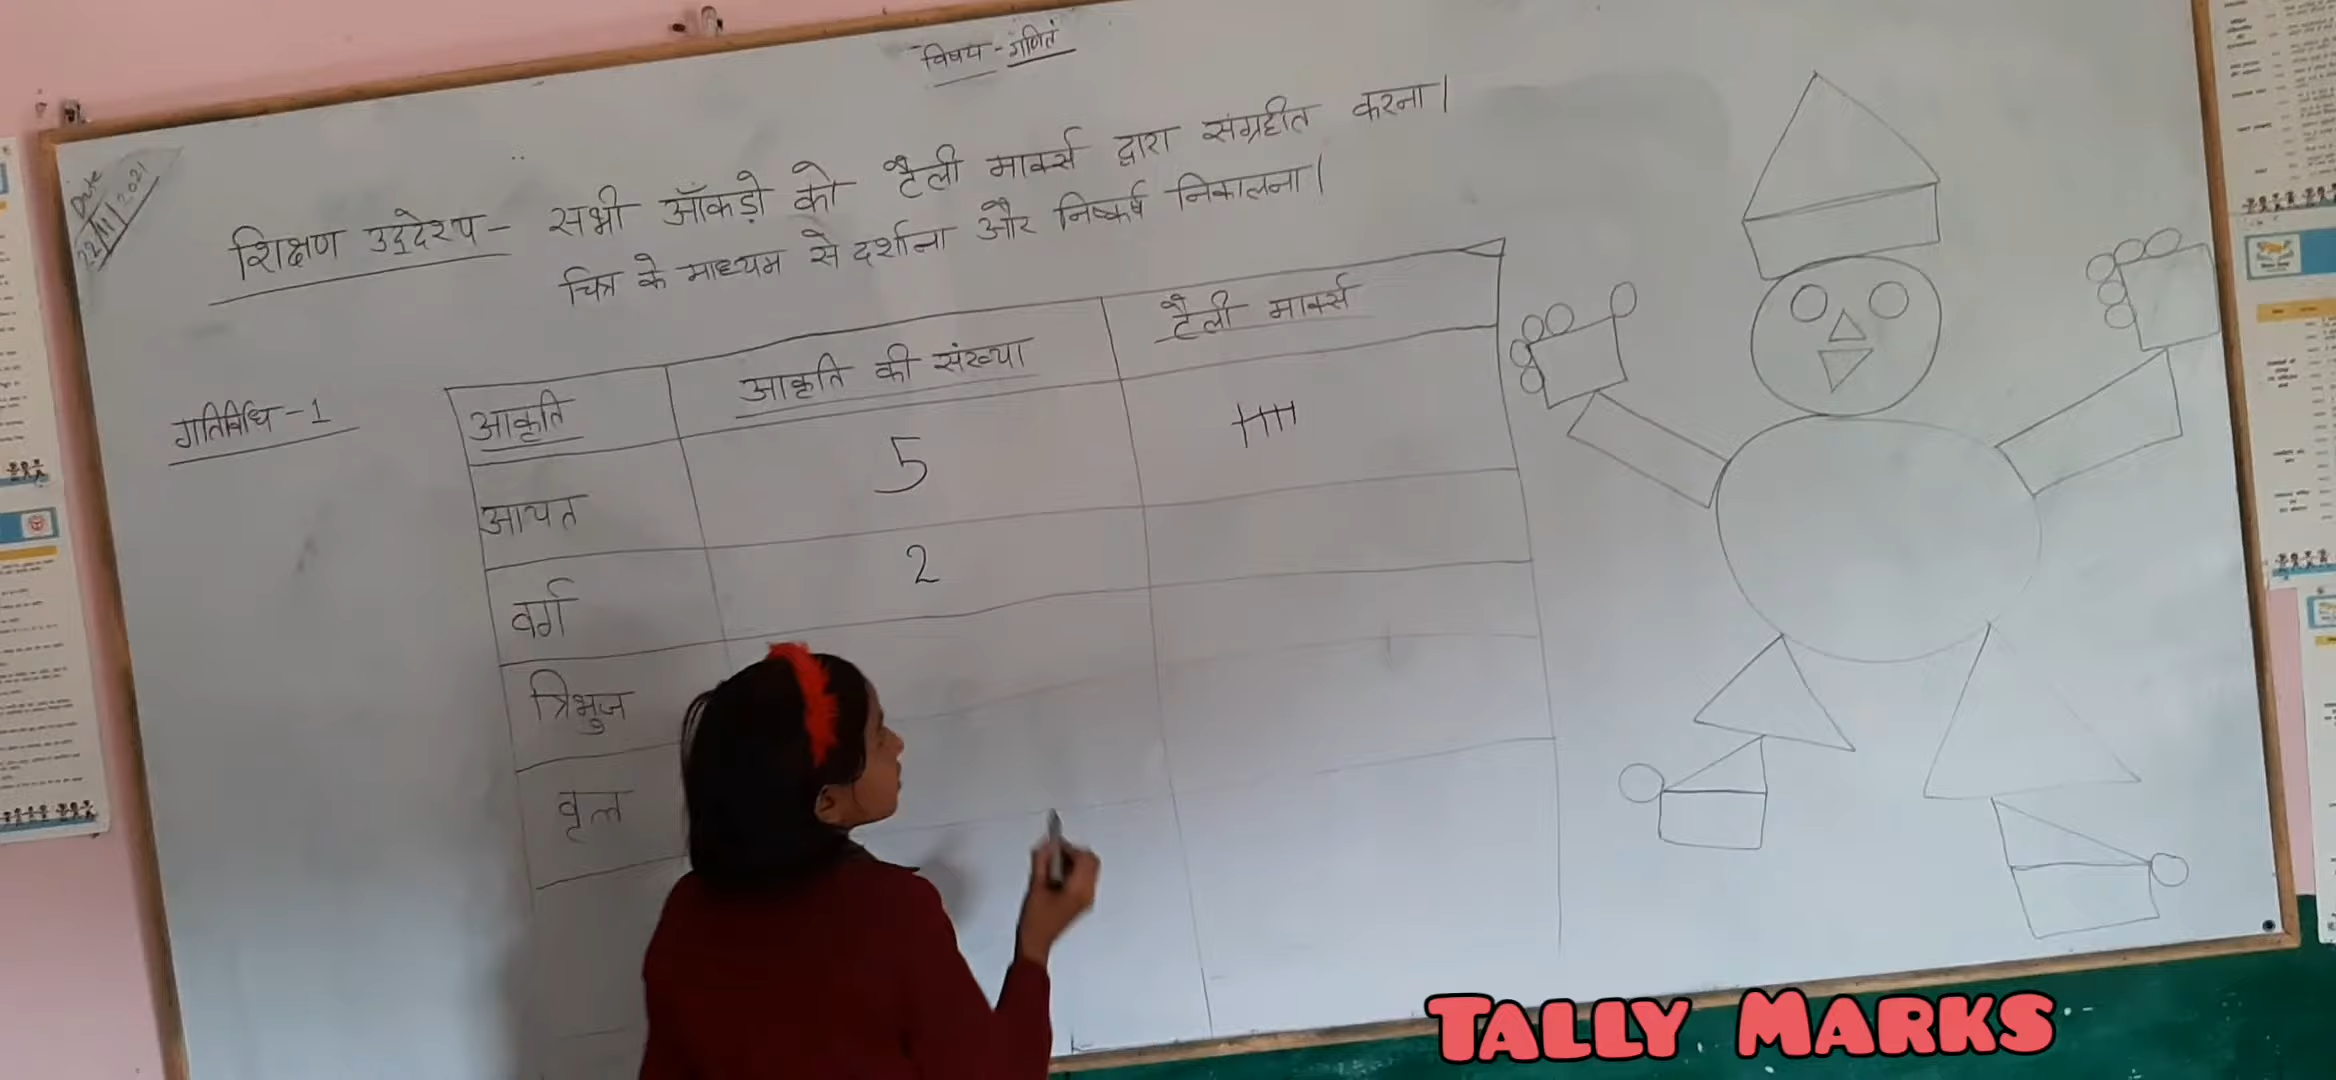 विषय - गणित
Date
22/11/2021
शिक्षण उद्देश्य - सभी आँकड़ो को टैली मार्क्स द्वारा संग्रहीत करना।
चित्र के माध्यम से दर्शाना और निष्कर्ष निकालना।
गतिविधि - 1
आकृति आकृति की संख्या टैली मार्क्स
आयत 5
वर्ग 2
त्रिभुज
वृत्त
TALLY MARKS